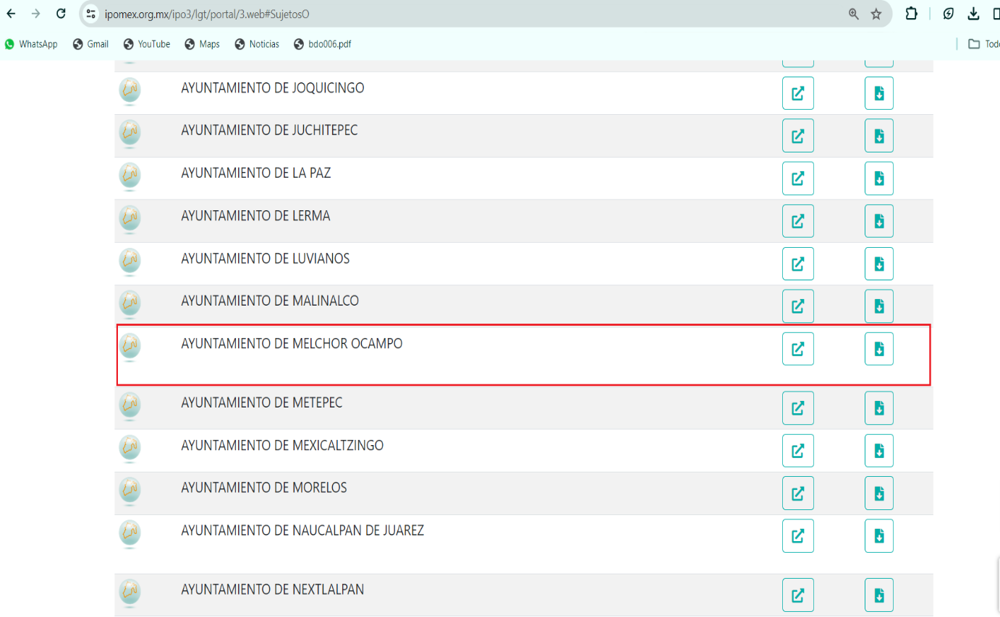 ipomex.org.mx/ipo3/lgt/portal/3.web#SujetosO
WhatsApp Gmail YouTube Maps Noticias bdo006.pdf
AYUNTAMIENTO DE JOQUICINGO
AYUNTAMIENTO DE JUCHITEPEC
AYUNTAMIENTO DE LA PAZ
AYUNTAMIENTO DE LERMA
AYUNTAMIENTO DE LUVIANOS
AYUNTAMIENTO DE MALINALCO
AYUNTAMIENTO DE MELCHOR OCAMPO
AYUNTAMIENTO DE METEPEC
AYUNTAMIENTO DE MEXICALTZINGO
AYUNTAMIENTO DE MORELOS
AYUNTAMIENTO DE NAUCALPAN DE JUAREZ
AYUNTAMIENTO DE NEXTLALPAN